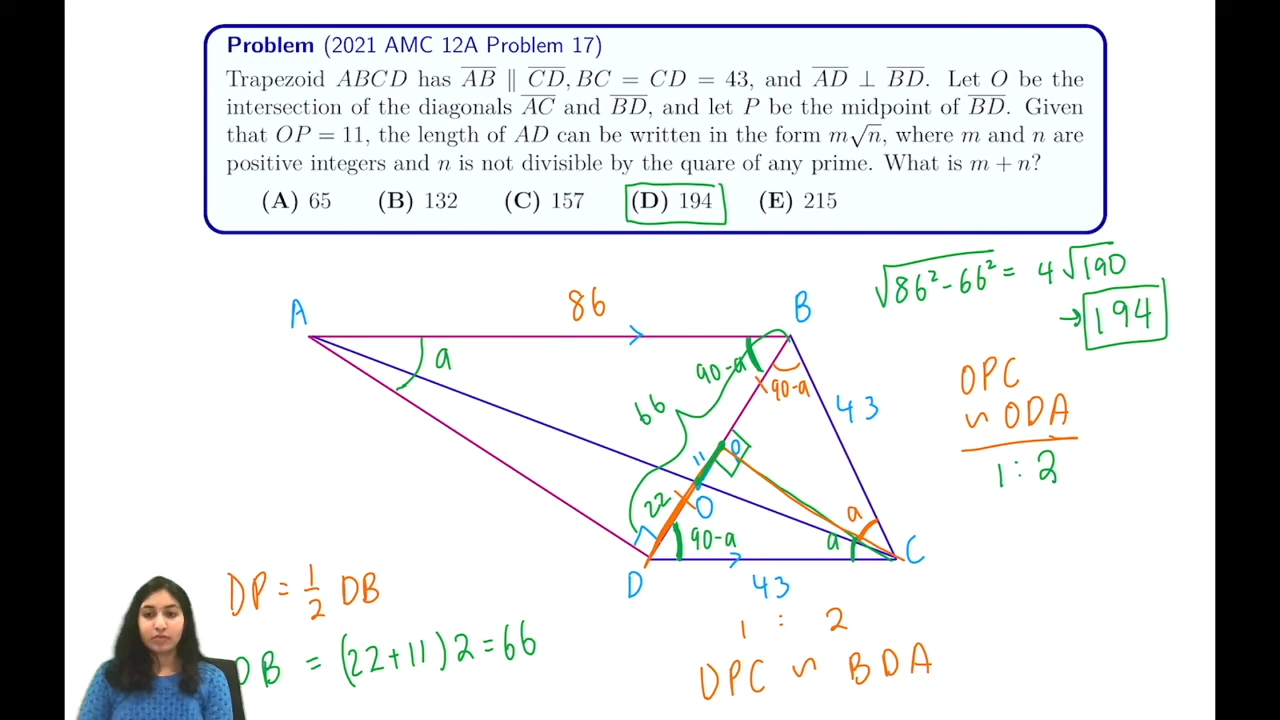 Problem (2021 AMC 12A Problem 17)
Trapezoid ABCD has AB ∥ CD, BC = CD = 43, and AD ⊥ BD. Let O be the
intersection of the diagonals AC and BD, and let P be the midpoint of BD. Given
that OP = 11, the length of AD can be written in the form m√n, where m and n are
positive integers and n is not divisible by the quare of any prime. What is m + n?
(A) 65 (B) 132 (C) 157 (D) 194 (E) 215
√86²-66² = 4√190
→ 194
A
86
B
a
90-a
90-a
OPC
~ ODA
1 : 2
66
43
11
P
22
O
a
90-a
a
C
D
43
DP = 1/2 DB
1 : 2
DB = (22+11)2=66
DPC ~ BDA